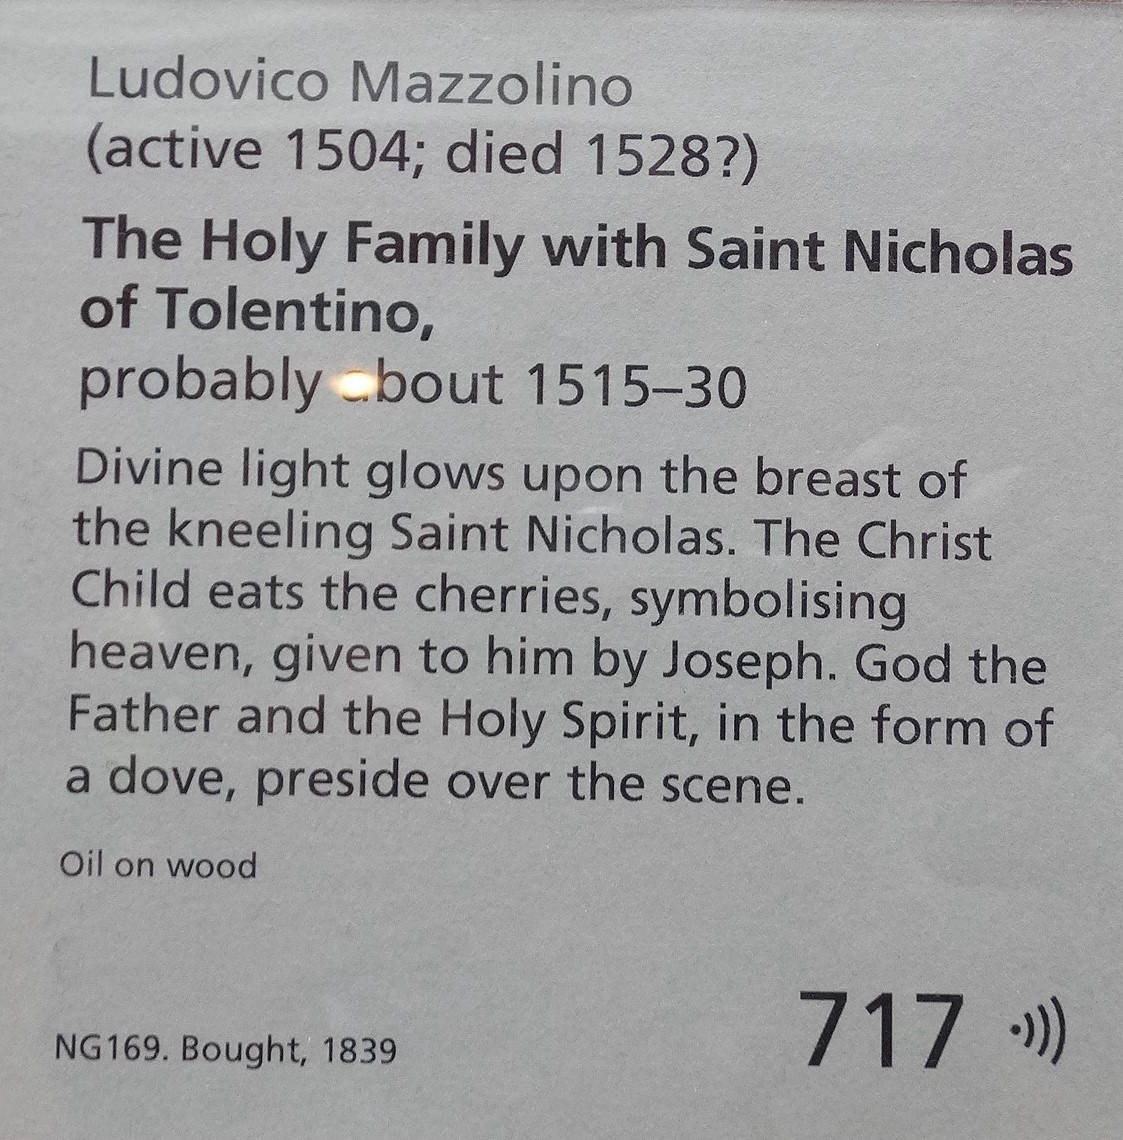 Ludovico Mazzolino
(active 1504; died 1528?)
The Holy Family with Saint Nicholas
of Tolentino,
probably about 1515–30
Divine light glows upon the breast of
the kneeling Saint Nicholas. The Christ
Child eats the cherries, symbolising
heaven, given to him by Joseph. God the
Father and the Holy Spirit, in the form of
a dove, preside over the scene.
Oil on wood
NG169. Bought, 1839
717